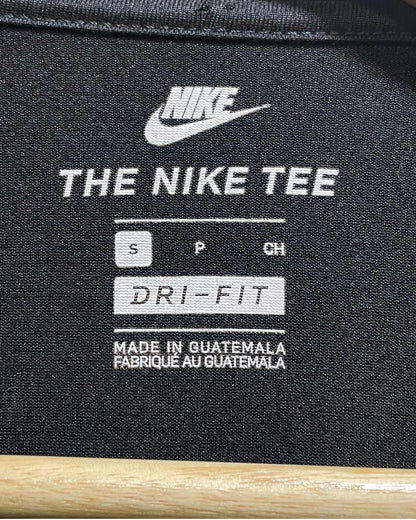 NIKE
THE NIKE TEE
S P CH
DRI-FIT
MADE IN GUATEMALA
FABRIQUÉ AU GUATEMALA